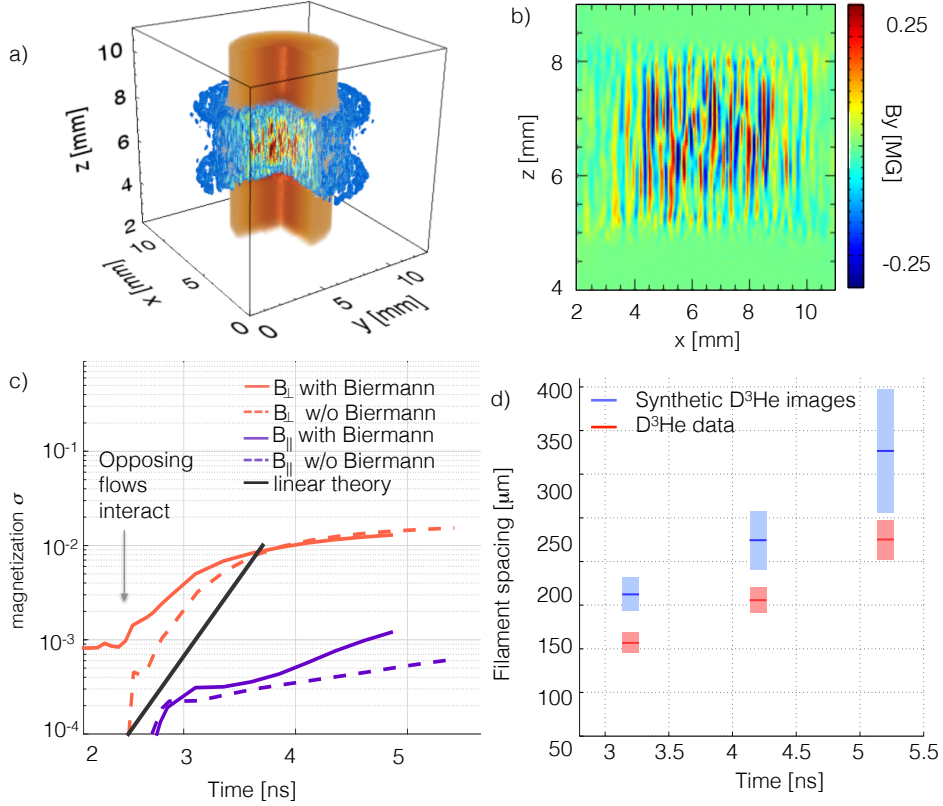 a)
10
8
6
4
2
z [mm]
10
5
0
x [mm]
0
5
10
y [mm]
b)
8
6
4
z [mm]
2
4
6
8
10
x [mm]
0.25
By [MG]
-0.25
c)
B⊥ with Biermann
B⊥ w/o Biermann
B|| with Biermann
B|| w/o Biermann
linear theory
Opposing
flows
interact
10⁻¹
10⁻²
10⁻³
10⁻⁴
magnetization σ
2
3
4
5
Time [ns]
d)
Synthetic D³He images
D³He data
400
350
300
250
200
150
100
50
Filament spacing [μm]
3
3.5
4
4.5
5
5.5
Time [ns]